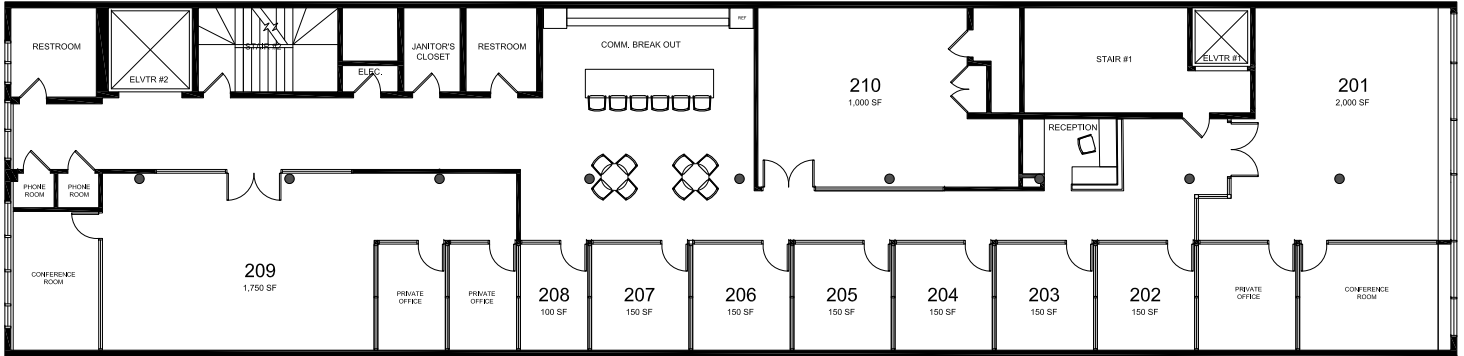 RESTROOM
ELVTR #2
STAIR #2
ELEC.
JANITOR'S
CLOSET
RESTROOM
COMM. BREAK OUT
REF
210
1,000 SF
STAIR #1
ELVTR #1
201
2,000 SF
RECEPTION
PHONE
ROOM
PHONE
ROOM
CONFERENCE
ROOM
209
1,750 SF
PRIVATE
OFFICE
PRIVATE
OFFICE
208
100 SF
207
150 SF
206
150 SF
205
150 SF
204
150 SF
203
150 SF
202
150 SF
PRIVATE
OFFICE
CONFERENCE
ROOM